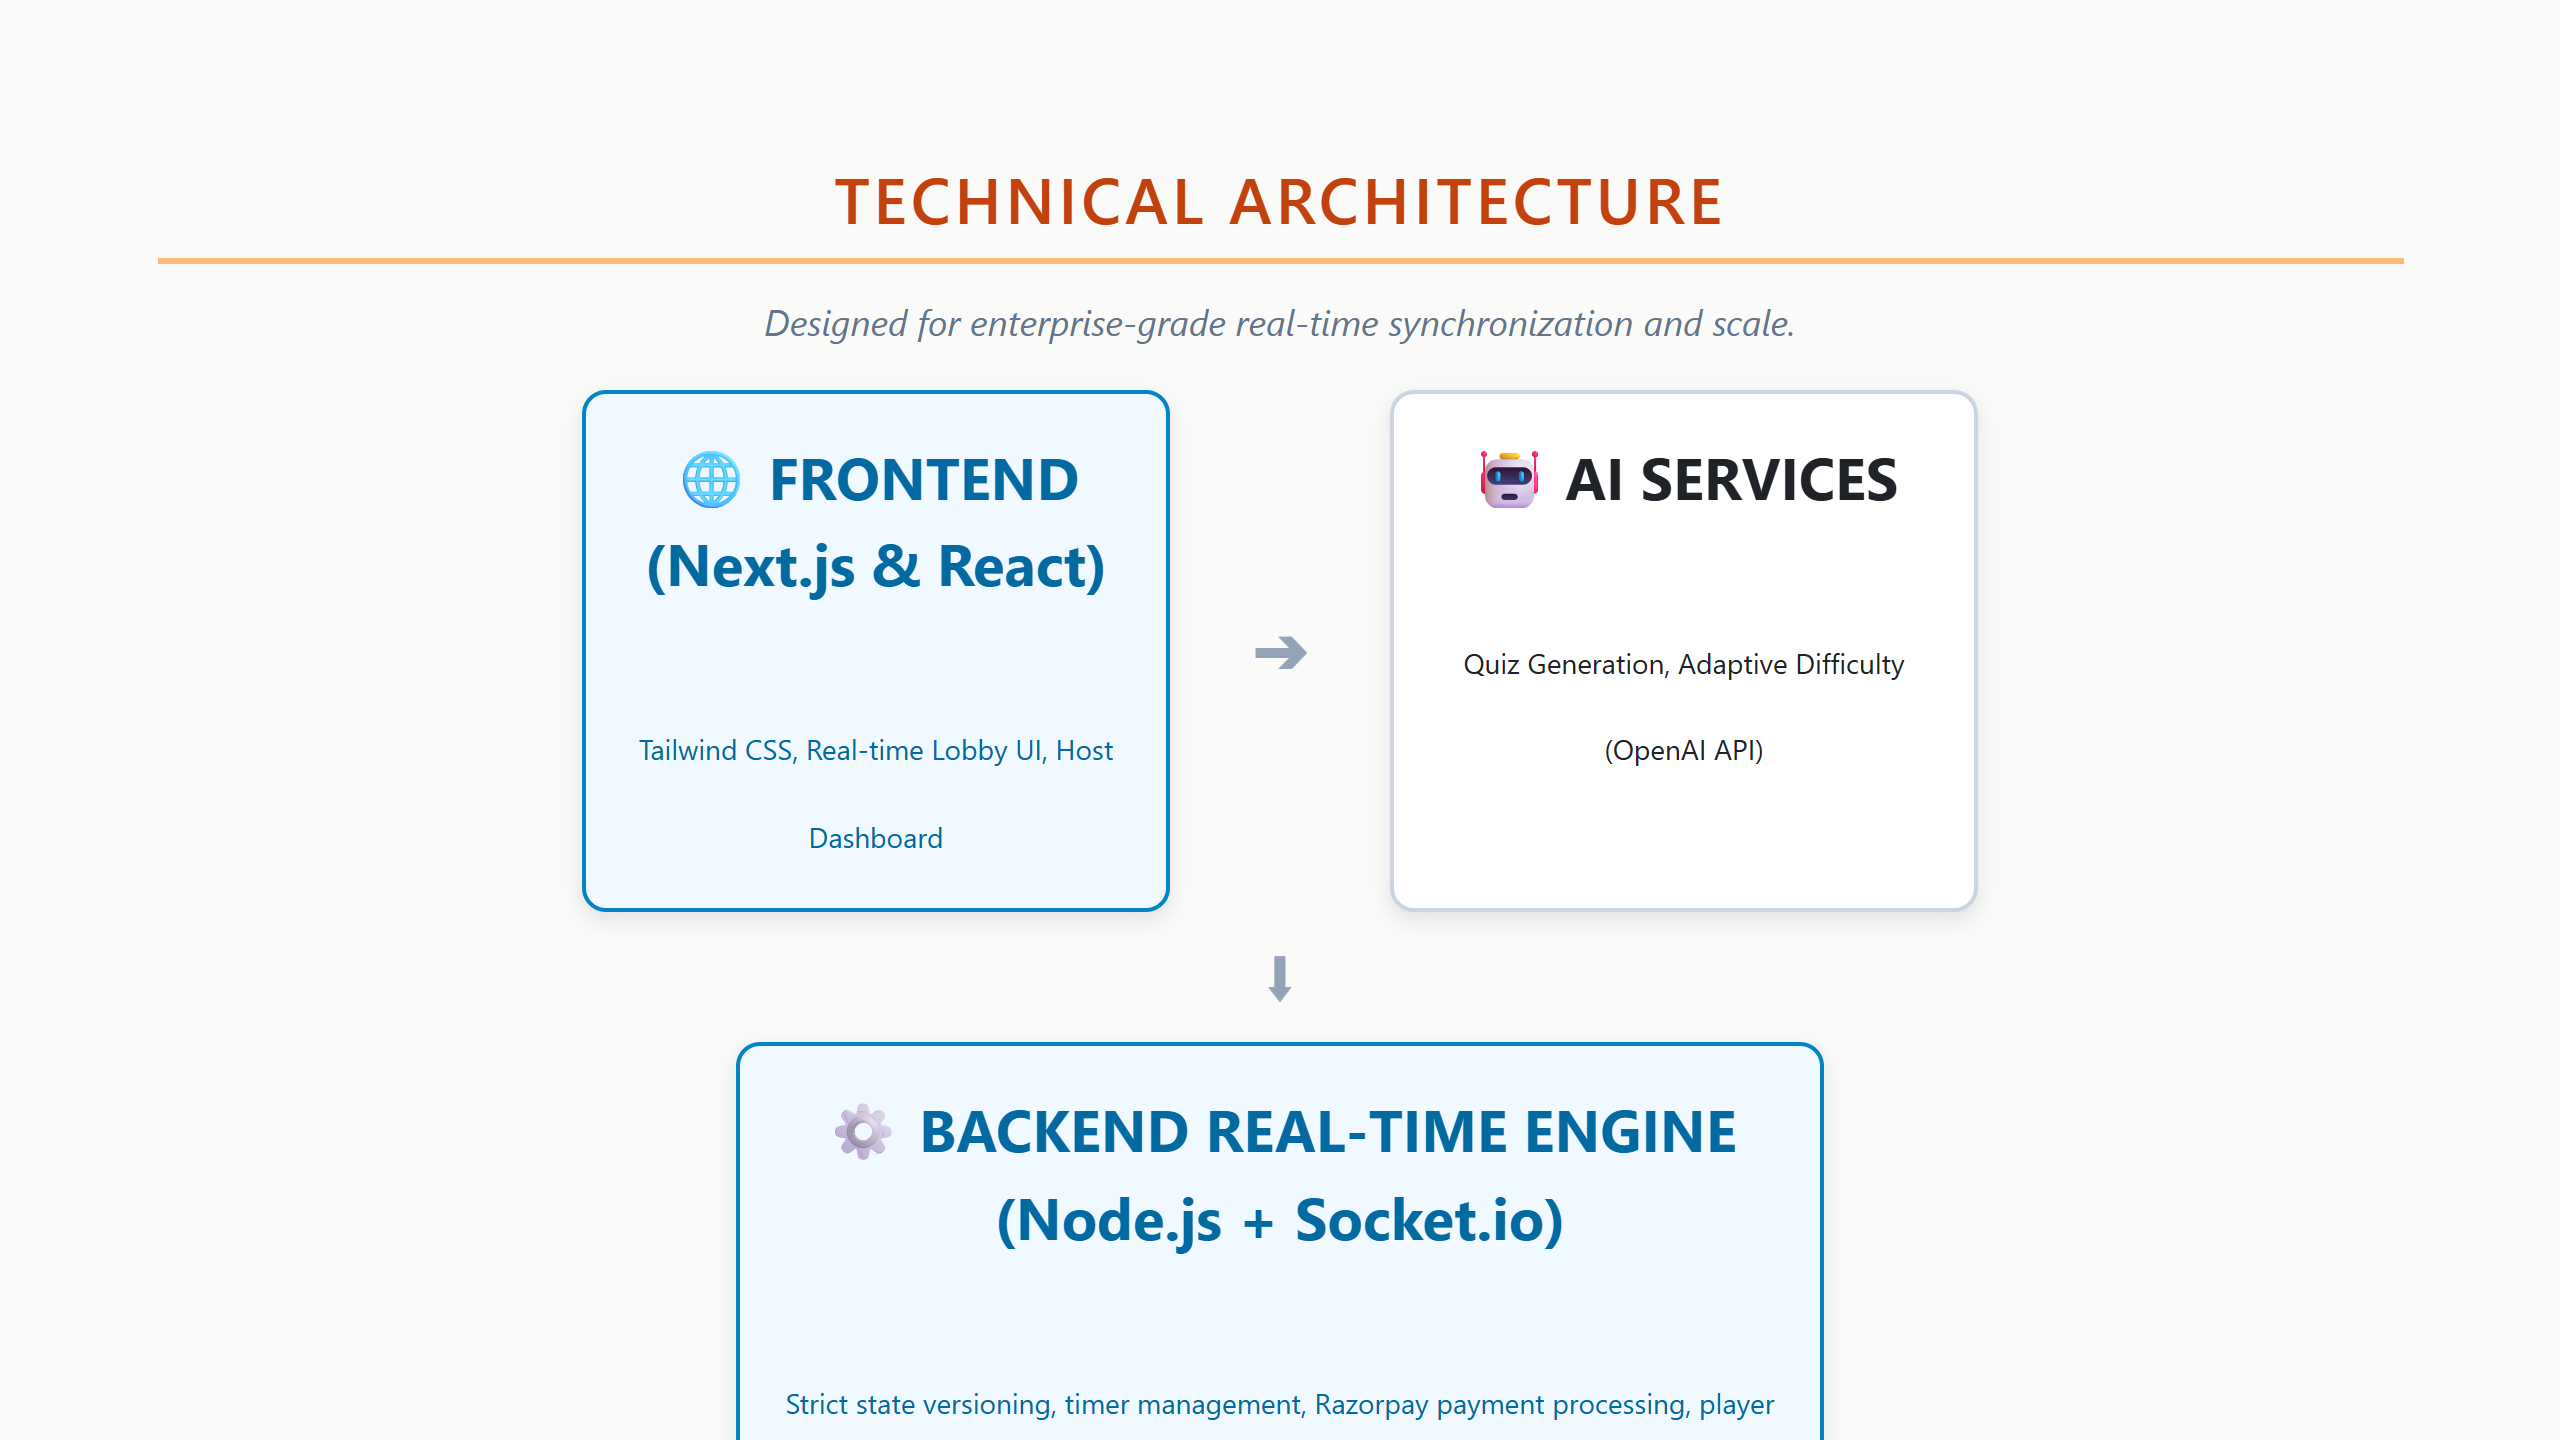 TECHNICAL ARCHITECTURE
Designed for enterprise-grade real-time synchronization and scale.
FRONTEND
(Next.js & React)
Tailwind CSS, Real-time Lobby UI, Host
Dashboard
AI SERVICES
Quiz Generation, Adaptive Difficulty
(OpenAI API)
BACKEND REAL-TIME ENGINE
(Node.js + Socket.io)
Strict state versioning, timer management, Razorpay payment processing, player